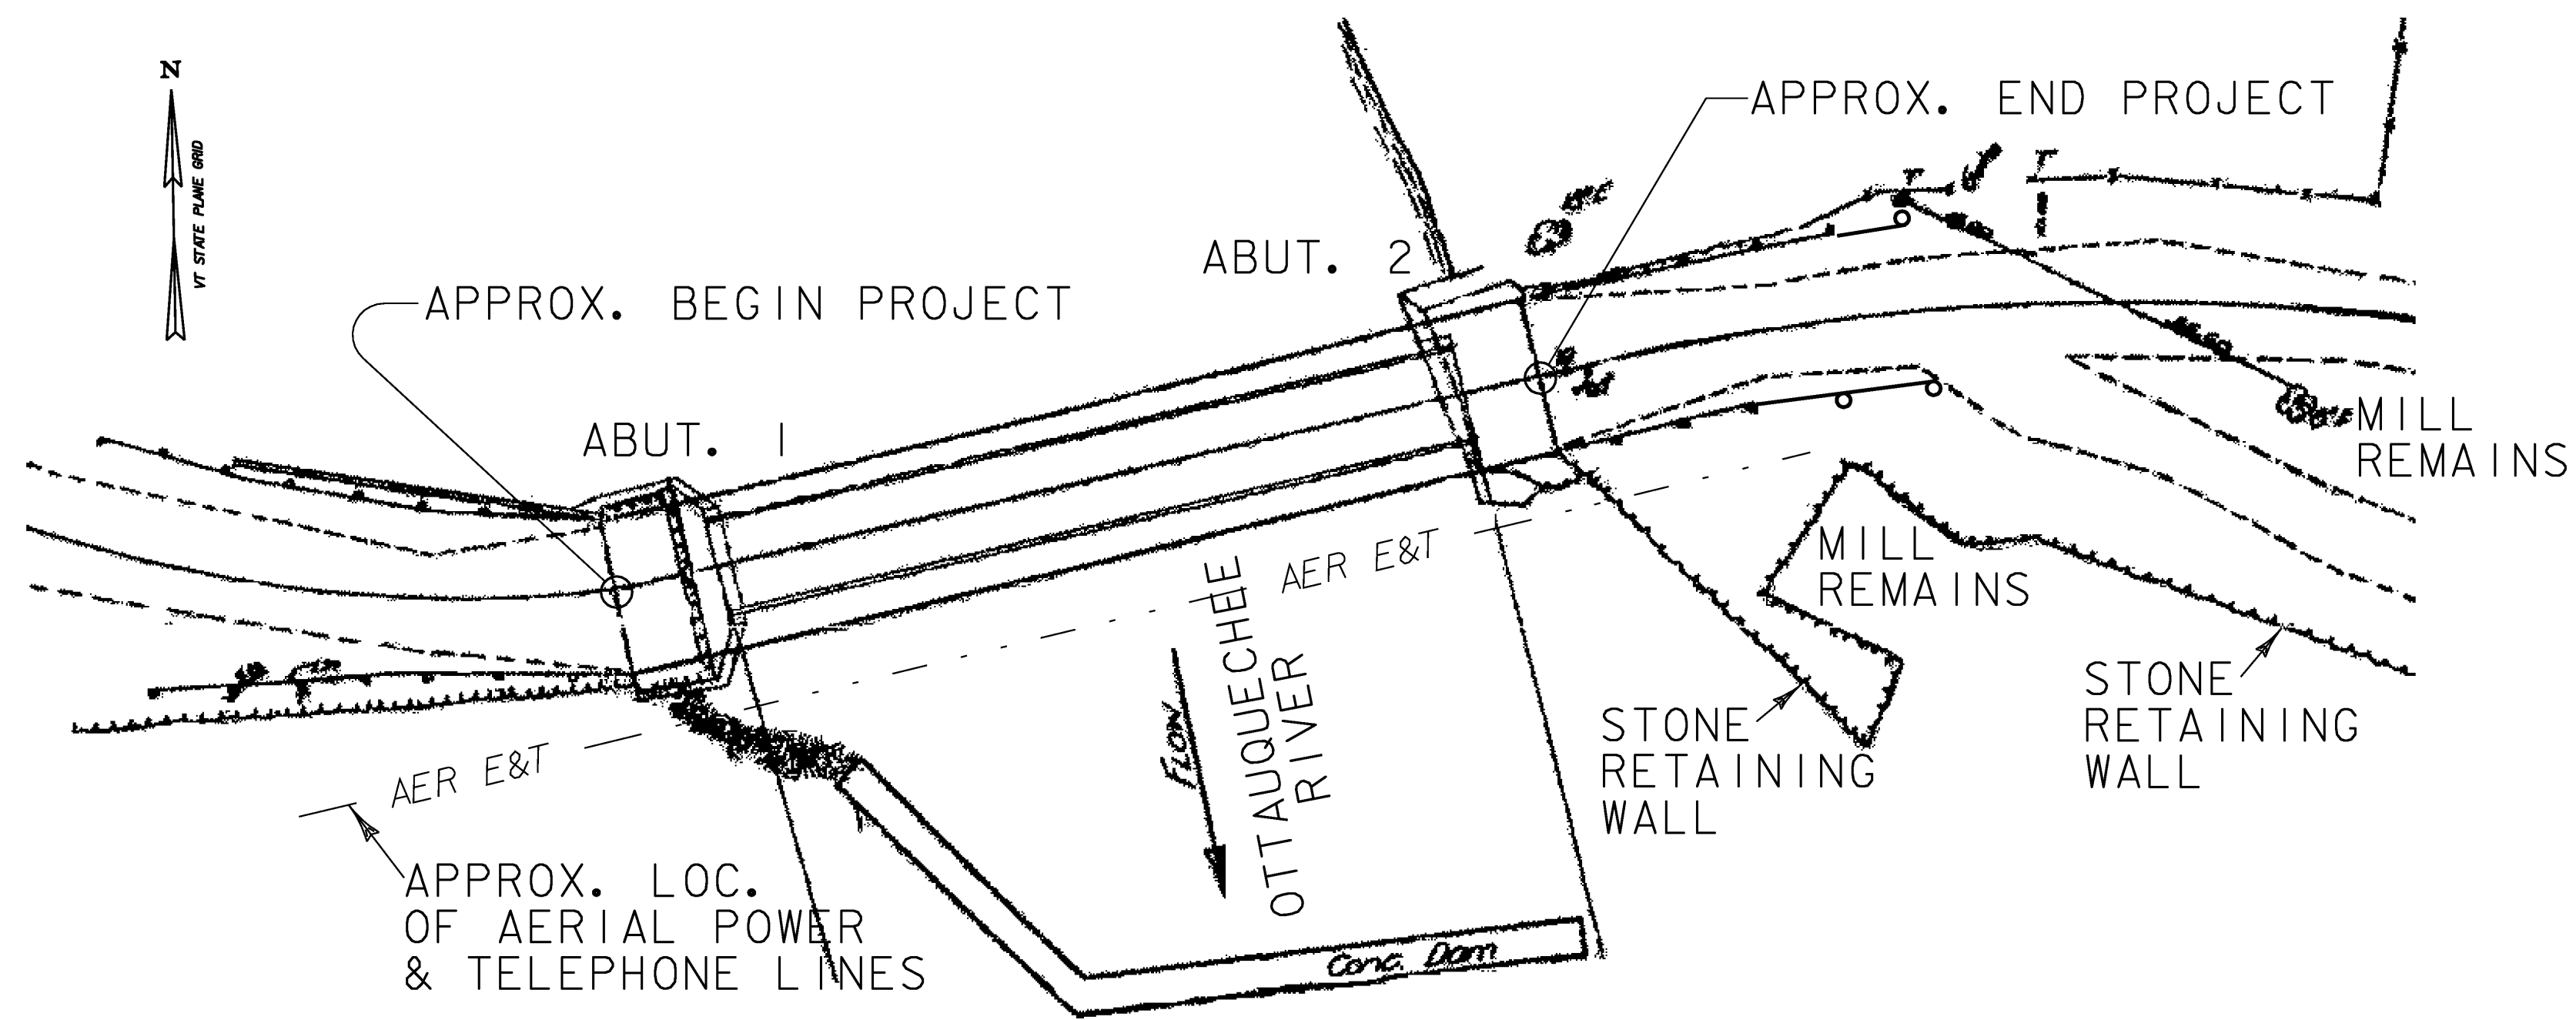 N
VT STATE PLANE GRID
APPROX. END PROJECT
ABUT. 2
APPROX. BEGIN PROJECT
ABUT. 1
MILL
REMAINS
AER E&T
MILL
REMAINS
OTTAUQUECHEE
RIVER
FLOW
STONE
RETAINING
WALL
STONE
RETAINING
WALL
AER E&T
APPROX. LOC.
OF AERIAL POWER
& TELEPHONE LINES
Conc. Dam